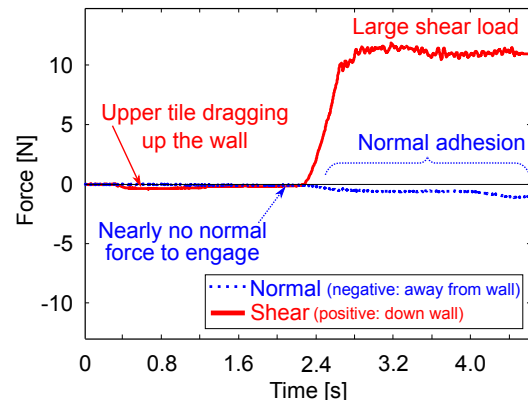 Large shear load
10
Upper tile dragging
up the wall
5
Normal adhesion
Force [N]
0
Nearly no normal
force to engage
-5
Normal (negative: away from wall)
Shear (positive: down wall)
-10
0 0.8 1.6 2.4 3.2 4.0
Time [s]